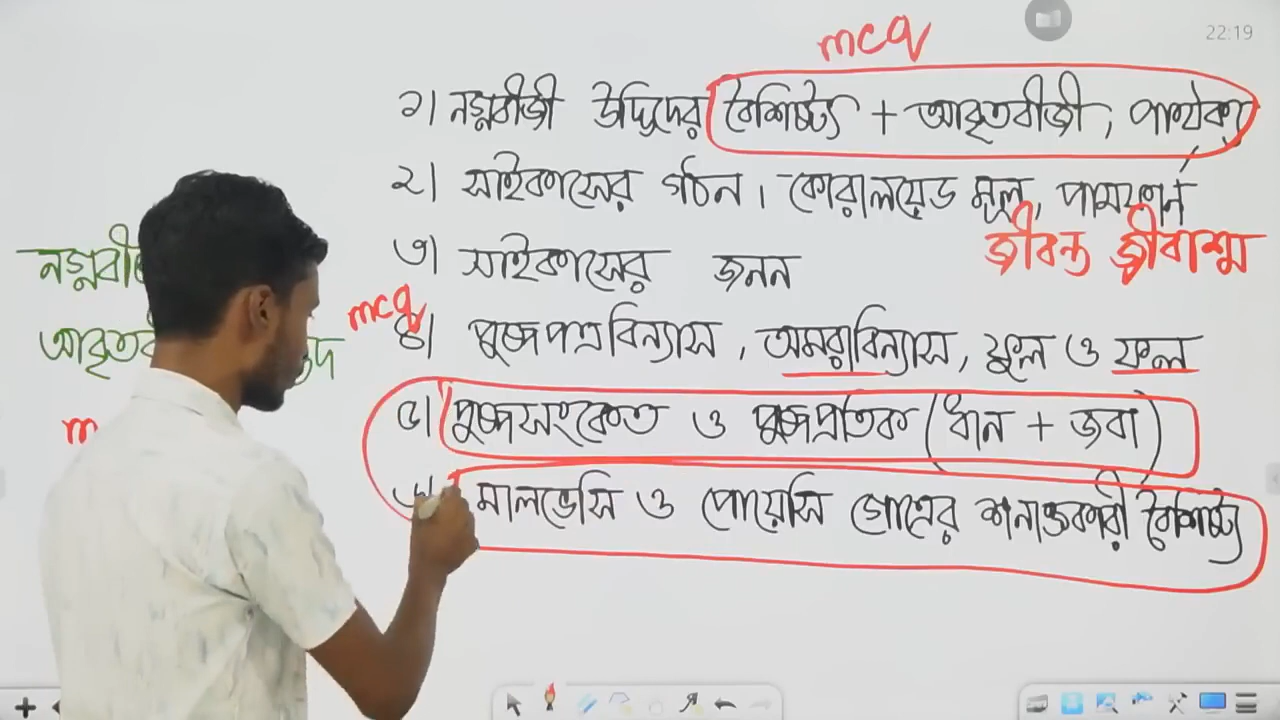 22:19
mcq
১) নগ্নবীজী উদ্ভিদের বৈশিষ্ট্য + আবৃতবীজী, পার্থক্য
২) সাইকাসের গঠন। কোরালয়েড মূল, পামফার্ন
জীবন্ত জীবাশ্ম
৩) সাইকাসের জনন
mcq
৪) পুষ্পপত্রবিন্যাস, অমরাবিন্যাস, ফুল ও ফল
৫) পুষ্পসংকেত ও পুষ্পপ্রতিক (ধান + জবা)
৬) মালভেসি ও পোয়েসি গোত্রের শনাক্তকারী বৈশিষ্ট্য